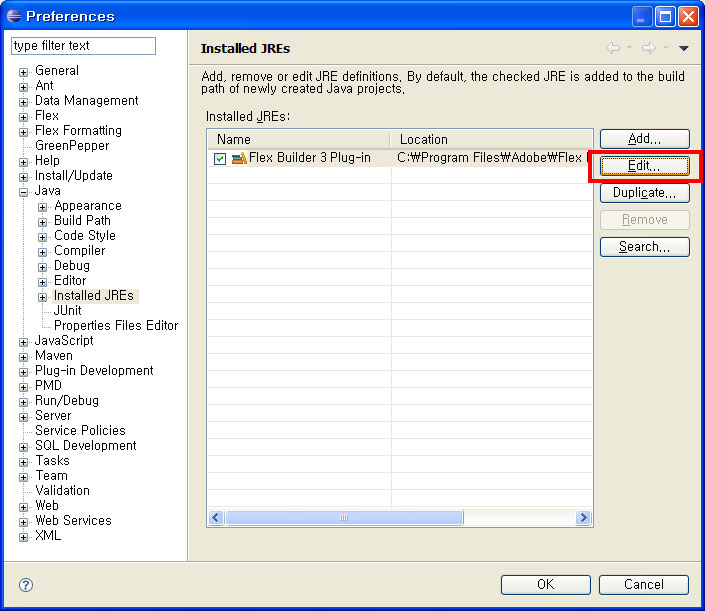 Preferences
type filter text
General
Ant
Data Management
Flex
Flex Formatting
GreenPepper
Help
Install/Update
Java
Appearance
Build Path
Code Style
Compiler
Debug
Editor
Installed JREs
JUnit
Properties Files Editor
JavaScript
Maven
Plug-in Development
PMD
Run/Debug
Server
Service Policies
SQL Development
Tasks
Team
Validation
Web
Web Services
XML
Installed JREs
Add, remove or edit JRE definitions. By default, the checked JRE is added to the build
path of newly created Java projects.
Installed JREs:
Name Location
Flex Builder 3 Plug-in C:₩Program Files₩Adobe₩Flex
Add...
Edit...
Duplicate...
Remove
Search...
?
OK Cancel